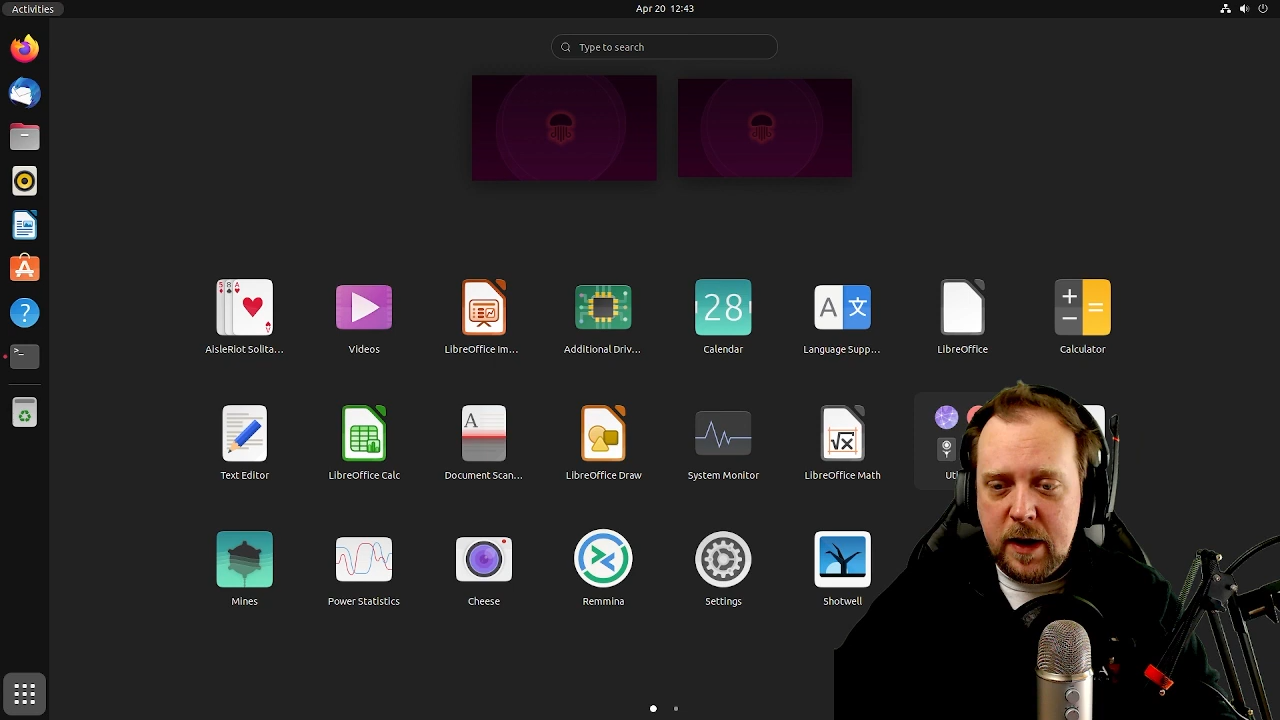 Activities
Apr 20 12:43
Type to search
AisleRiot Solita...
Videos
LibreOffice Im...
Additional Driv...
28
Calendar
A 文
Language Supp...
LibreOffice
Calculator
Text Editor
LibreOffice Calc
A
Document Scan...
LibreOffice Draw
System Monitor
√x
LibreOffice Math
Uti
Mines
Power Statistics
Cheese
Remmina
Settings
Shotwell